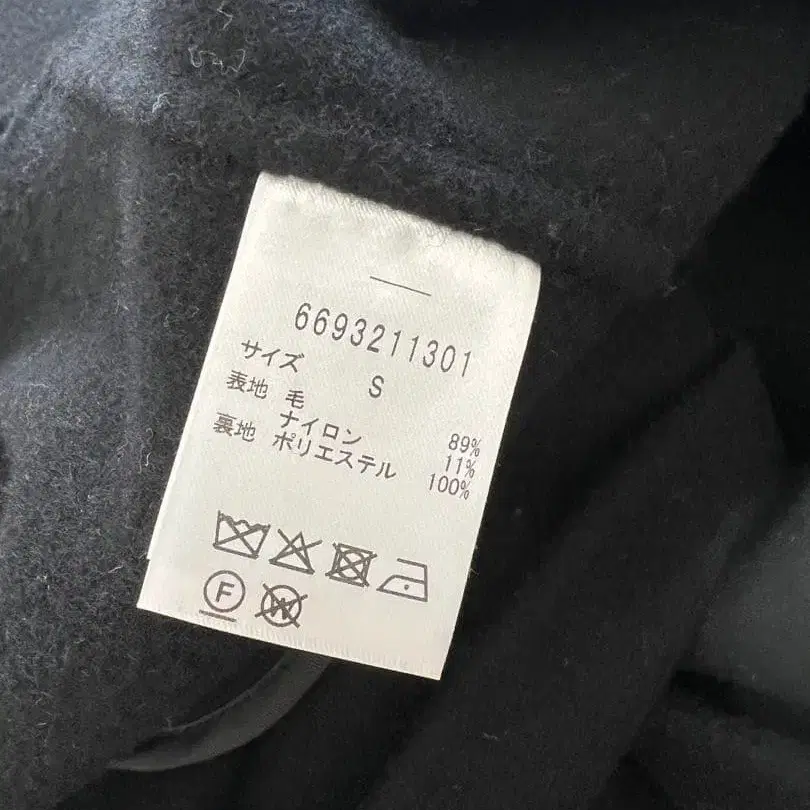 6693211301
サイズ S
表地 毛 89%
ナイロン 11%
裏地 ポリエステル 100%
F
W